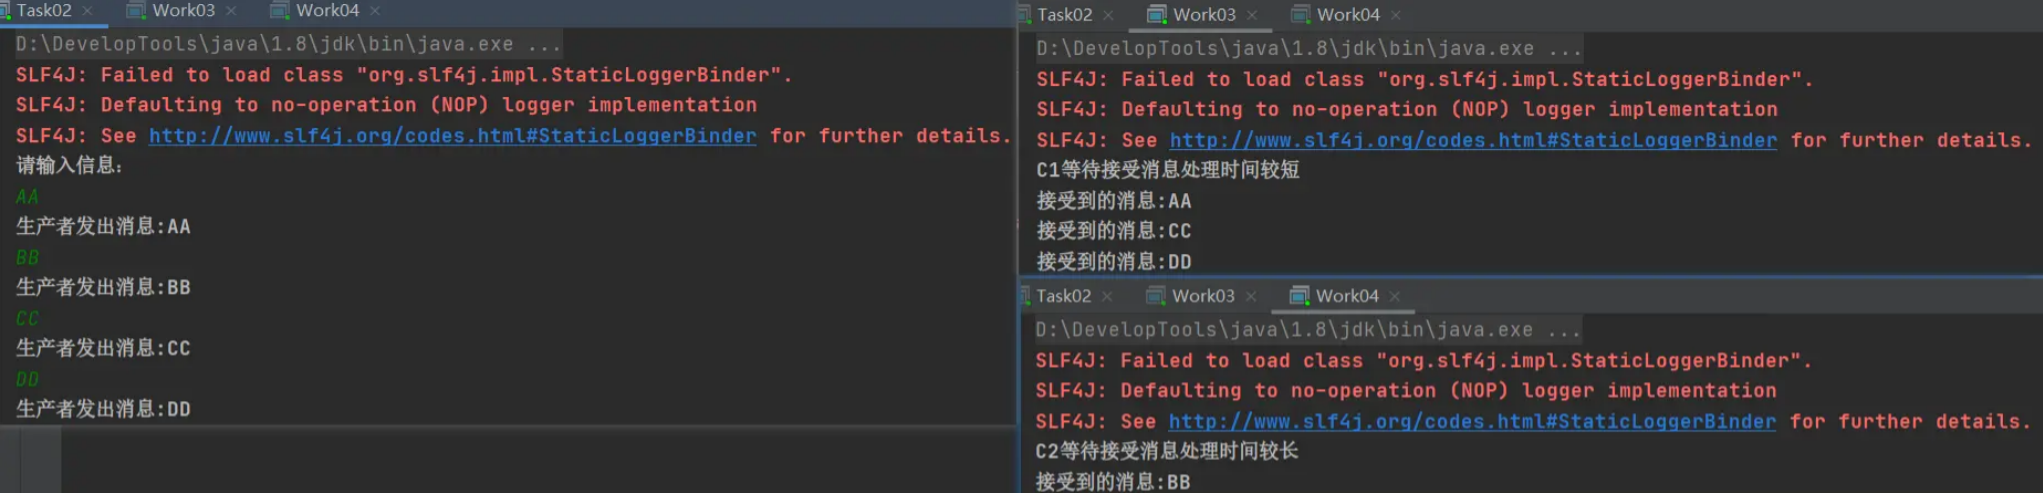 Task02 × Work03 × Work04 ×
D:\DevelopTools\java\1.8\jdk\bin\java.exe ...
SLF4J: Failed to load class "org.slf4j.impl.StaticLoggerBinder".
SLF4J: Defaulting to no-operation (NOP) logger implementation
SLF4J: See http://www.slf4j.org/codes.html#StaticLoggerBinder for further details.
请输入信息:
AA
生产者发出消息:AA
BB
生产者发出消息:BB
CC
生产者发出消息:CC
DD
生产者发出消息:DD
Task02 × Work03 × Work04 ×
D:\DevelopTools\java\1.8\jdk\bin\java.exe ...
SLF4J: Failed to load class "org.slf4j.impl.StaticLoggerBinder".
SLF4J: Defaulting to no-operation (NOP) logger implementation
SLF4J: See http://www.slf4j.org/codes.html#StaticLoggerBinder for further details.
C1等待接受消息处理时间较短
接受到的消息:AA
接受到的消息:CC
接受到的消息:DD
Task02 × Work03 × Work04 ×
D:\DevelopTools\java\1.8\jdk\bin\java.exe ...
SLF4J: Failed to load class "org.slf4j.impl.StaticLoggerBinder".
SLF4J: Defaulting to no-operation (NOP) logger implementation
SLF4J: See http://www.slf4j.org/codes.html#StaticLoggerBinder for further details.
C2等待接受消息处理时间较长
接受到的消息:BB